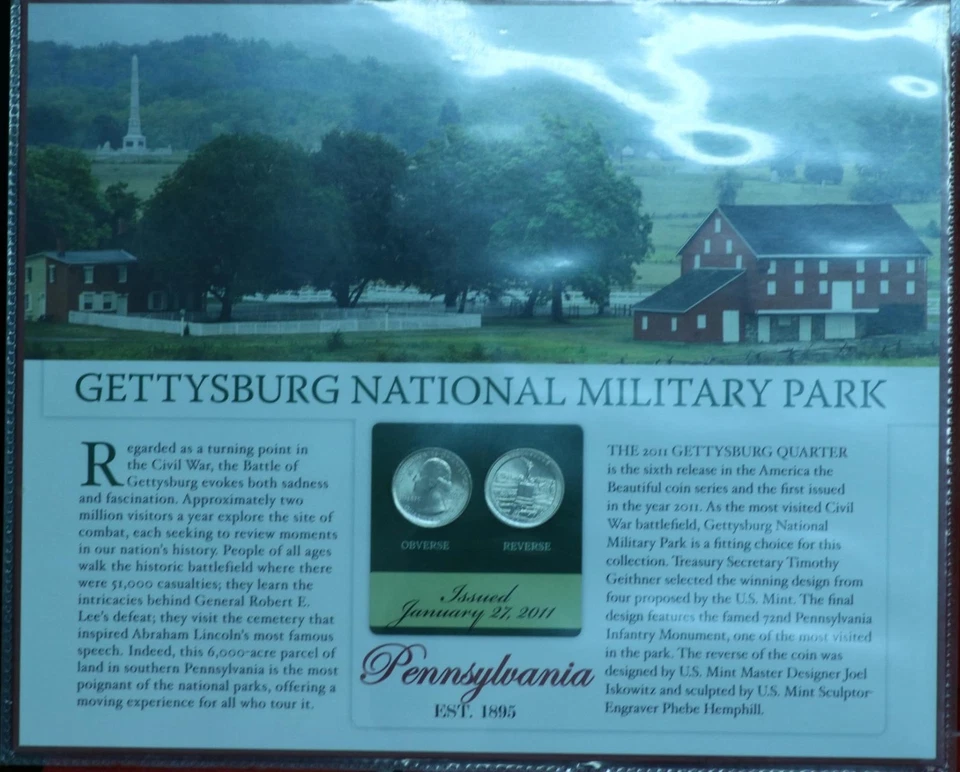 GETTYSBURG NATIONAL MILITARY PARK
Regarded as a turning point in
the Civil War, the Battle of
Gettysburg evokes both sadness
and fascination. Approximately two
million visitors a year explore the site of
combat, each seeking to review moments
in our nation's history. People of all ages
walk the historic battlefield where there
were 51,000 casualties; they learn the
intricacies behind General Robert E.
Lee's defeat; they visit the cemetery that
inspired Abraham Lincoln's most famous
speech. Indeed, this 6,000-acre parcel of
land in southern Pennsylvania is the most
poignant of the national parks, offering a
moving experience for all who tour it.
OBVERSE REVERSE
Issued
January 27, 2011
Pennsylvania
EST. 1895
THE 2011 GETTYSBURG QUARTER
is the sixth release in the America the
Beautiful coin series and the first issued
in the year 2011. As the most visited Civil
War battlefield, Gettysburg National
Military Park is a fitting choice for this
collection. Treasury Secretary Timothy
Geithner selected the winning design from
four proposed by the U.S. Mint. The final
design features the famed 72nd Pennsylvania
Infantry Monument, one of the most visited
in the park. The reverse of the coin was
designed by U.S. Mint Master Designer Joel
Iskowitz and sculpted by U.S. Mint Sculptor-
Engraver Phebe Hemphill.